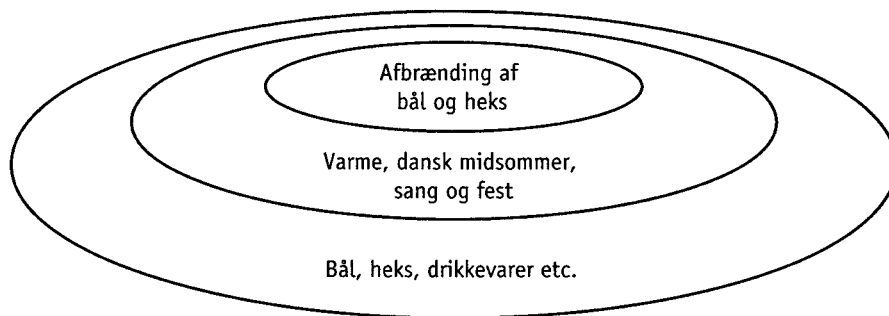 Afbrænding af
bål og heks
Varme, dansk midsommer,
sang og fest
Bål, heks, drikkevarer etc.